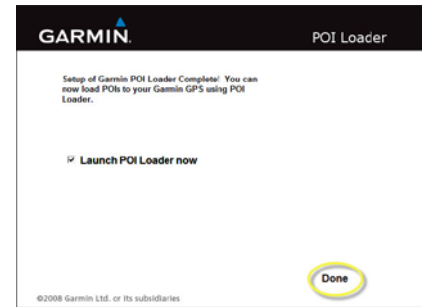 GARMIN. POI Loader
Setup of Garmin POI Loader Complete! You can
now load POIs to your Garmin GPS using POI
Loader.
Launch POI Loader now
Done
©2008 Garmin Ltd. or its subsidiaries